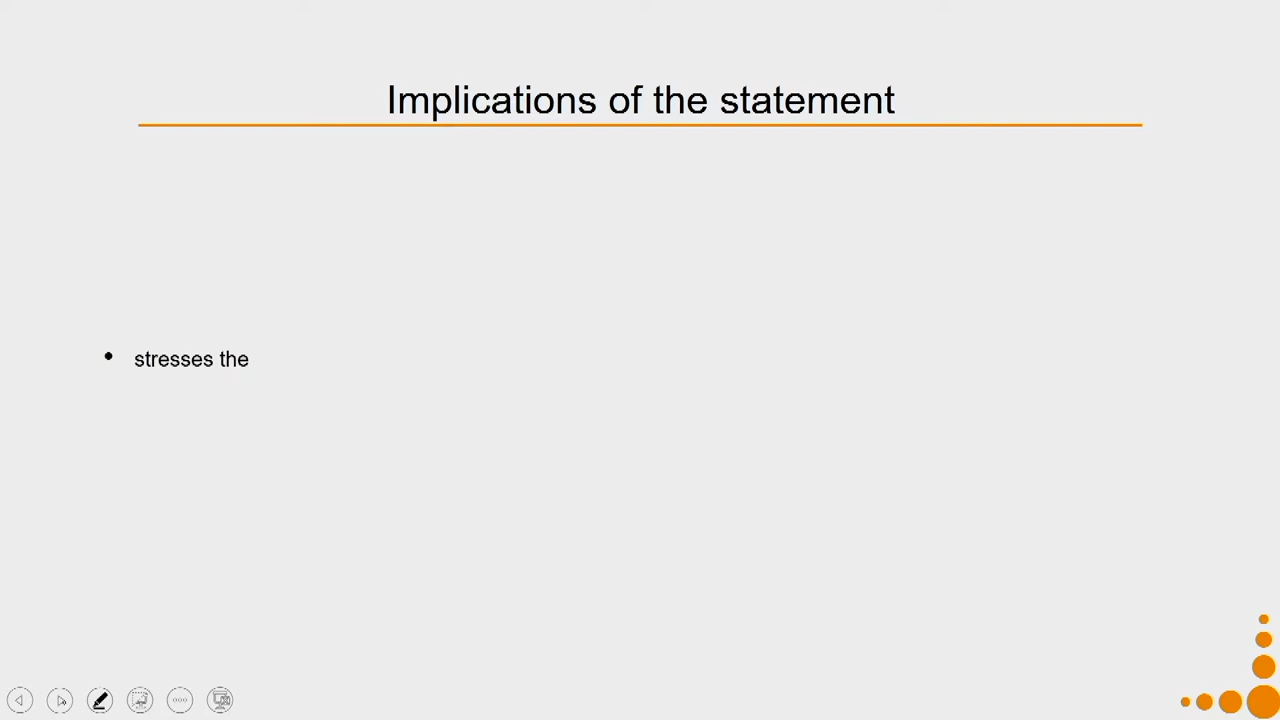 Implications of the statement
• stresses the